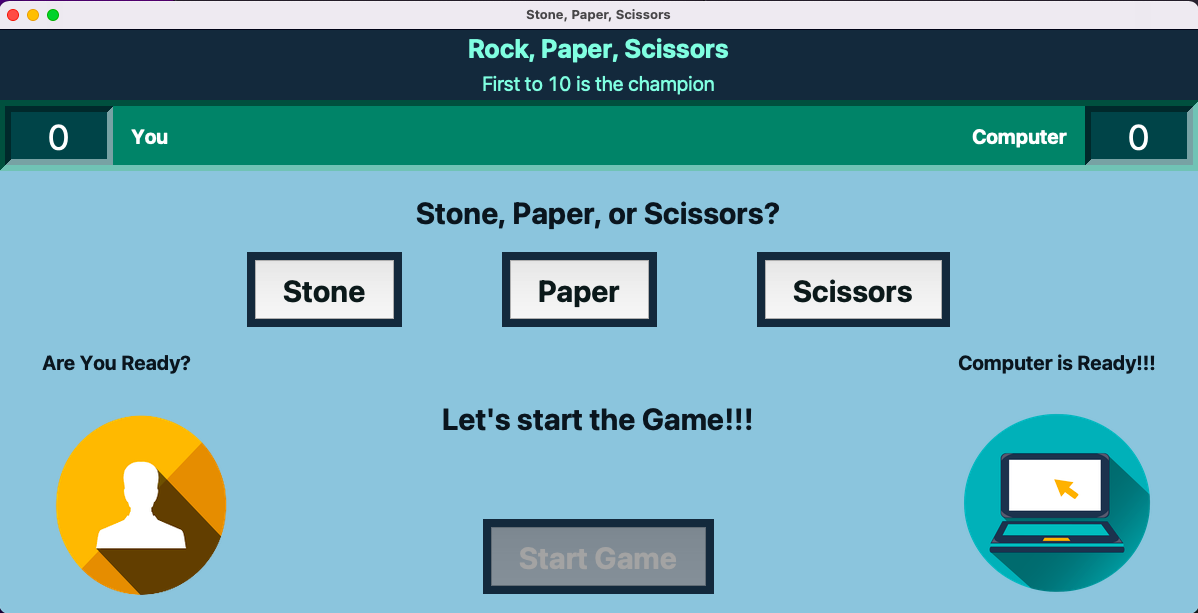 Stone, Paper, Scissors
Rock, Paper, Scissors
First to 10 is the champion
0 You Computer 0
Stone, Paper, or Scissors?
Stone Paper Scissors
Are You Ready? Computer is Ready!!!
Let's start the Game!!!
Start Game